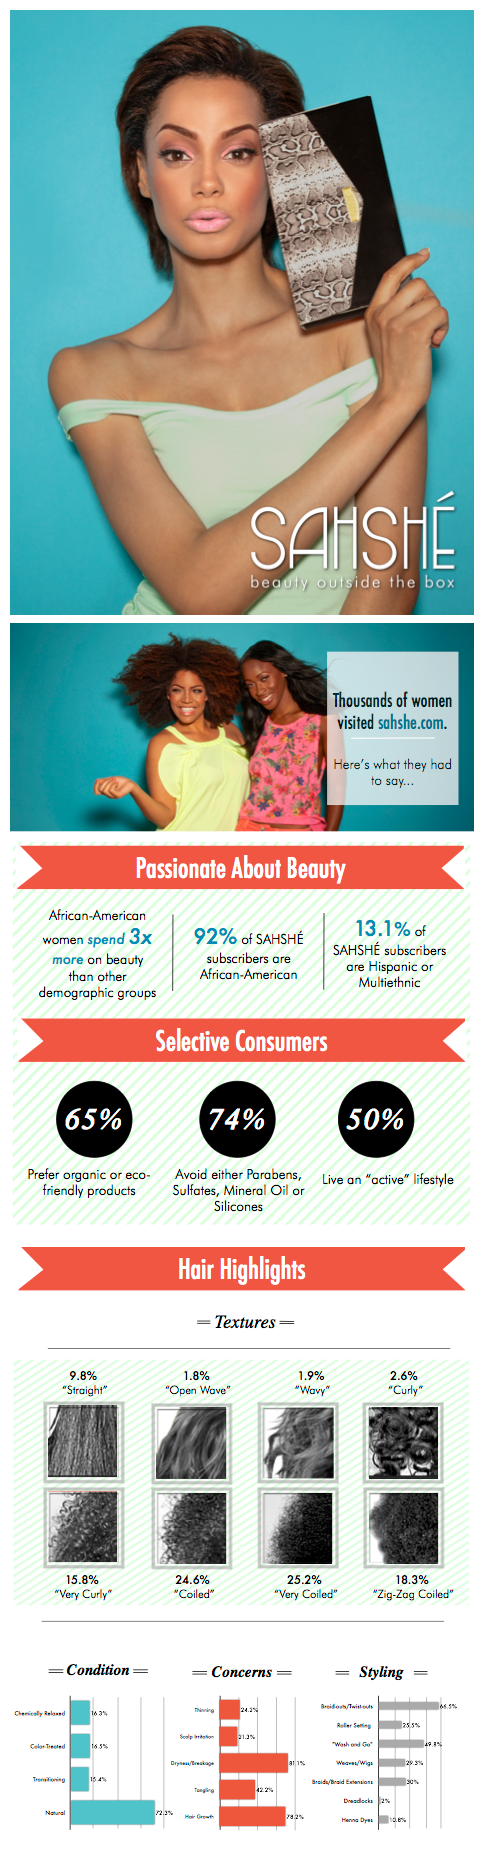 SAHSHÉ
beauty outside the box
Thousands of women
visited sahshe.com.
Here's what they had
to say...
Passionate About Beauty
African-American
women spend 3x
more on beauty
than other
demographic groups
92% of SAHSHÉ
subscribers are
African-American
13.1% of
SAHSHÉ subscribers
are Hispanic or
Multiethnic
Selective Consumers
65%
Prefer organic or eco-
friendly products
74%
Avoid either Parabens,
Sulfates, Mineral Oil or
Silicones
50%
Live an “active” lifestyle
Hair Highlights
Textures
9.8%
“Straight”
1.8%
“Open Wave”
1.9%
“Wavy”
2.6%
“Curly”
15.8%
“Very Curly”
24.6%
“Coiled”
25.2%
“Very Coiled”
18.3%
“Zig-Zag Coiled”
Condition
Chemically Relaxed 16.3%
Color-Treated 16.5%
Transitioning 15.4%
Natural 72.3%
Concerns
Thinning 24.2%
Scalp Irritation 21.3%
Dryness/Breakage 81.1%
Tangling 42.2%
Hair Growth 78.2%
Styling
Braidouts/Twist-outs 66.5%
Roller Setting 25.5%
"Wash and Go" 49.8%
Weaves/Wigs 29.3%
Braids/Braid Extensions 30%
Dreadlocks 2%
Henna Dyes 10.8%